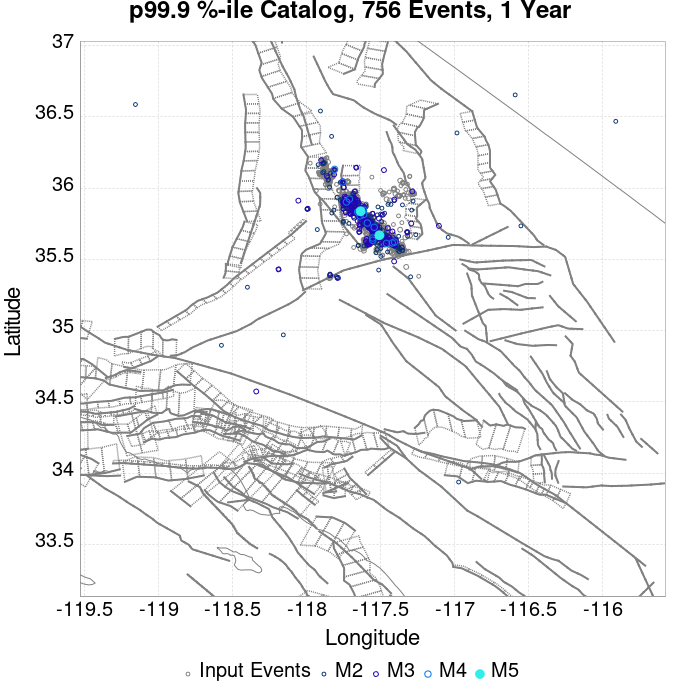 p99.9 %-ile Catalog, 756 Events, 1 Year
37
36.5
36
35.5
35
34.5
34
33.5
Latitude
-119.5 -119 -118.5 -118 -117.5 -117 -116.5 -116
Longitude
Input Events M2 M3 M4 M5